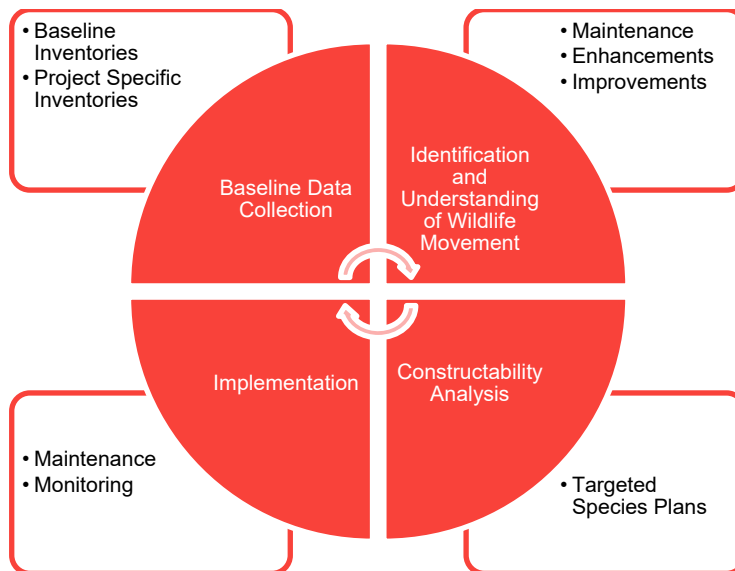 • Baseline
Inventories
• Project Specific
Inventories
• Maintenance
• Enhancements
• Improvements
Baseline Data
Collection
Identification
and
Understanding
of Wildlife
Movement
Implementation
Constructability
Analysis
• Maintenance
• Monitoring
• Targeted
Species Plans